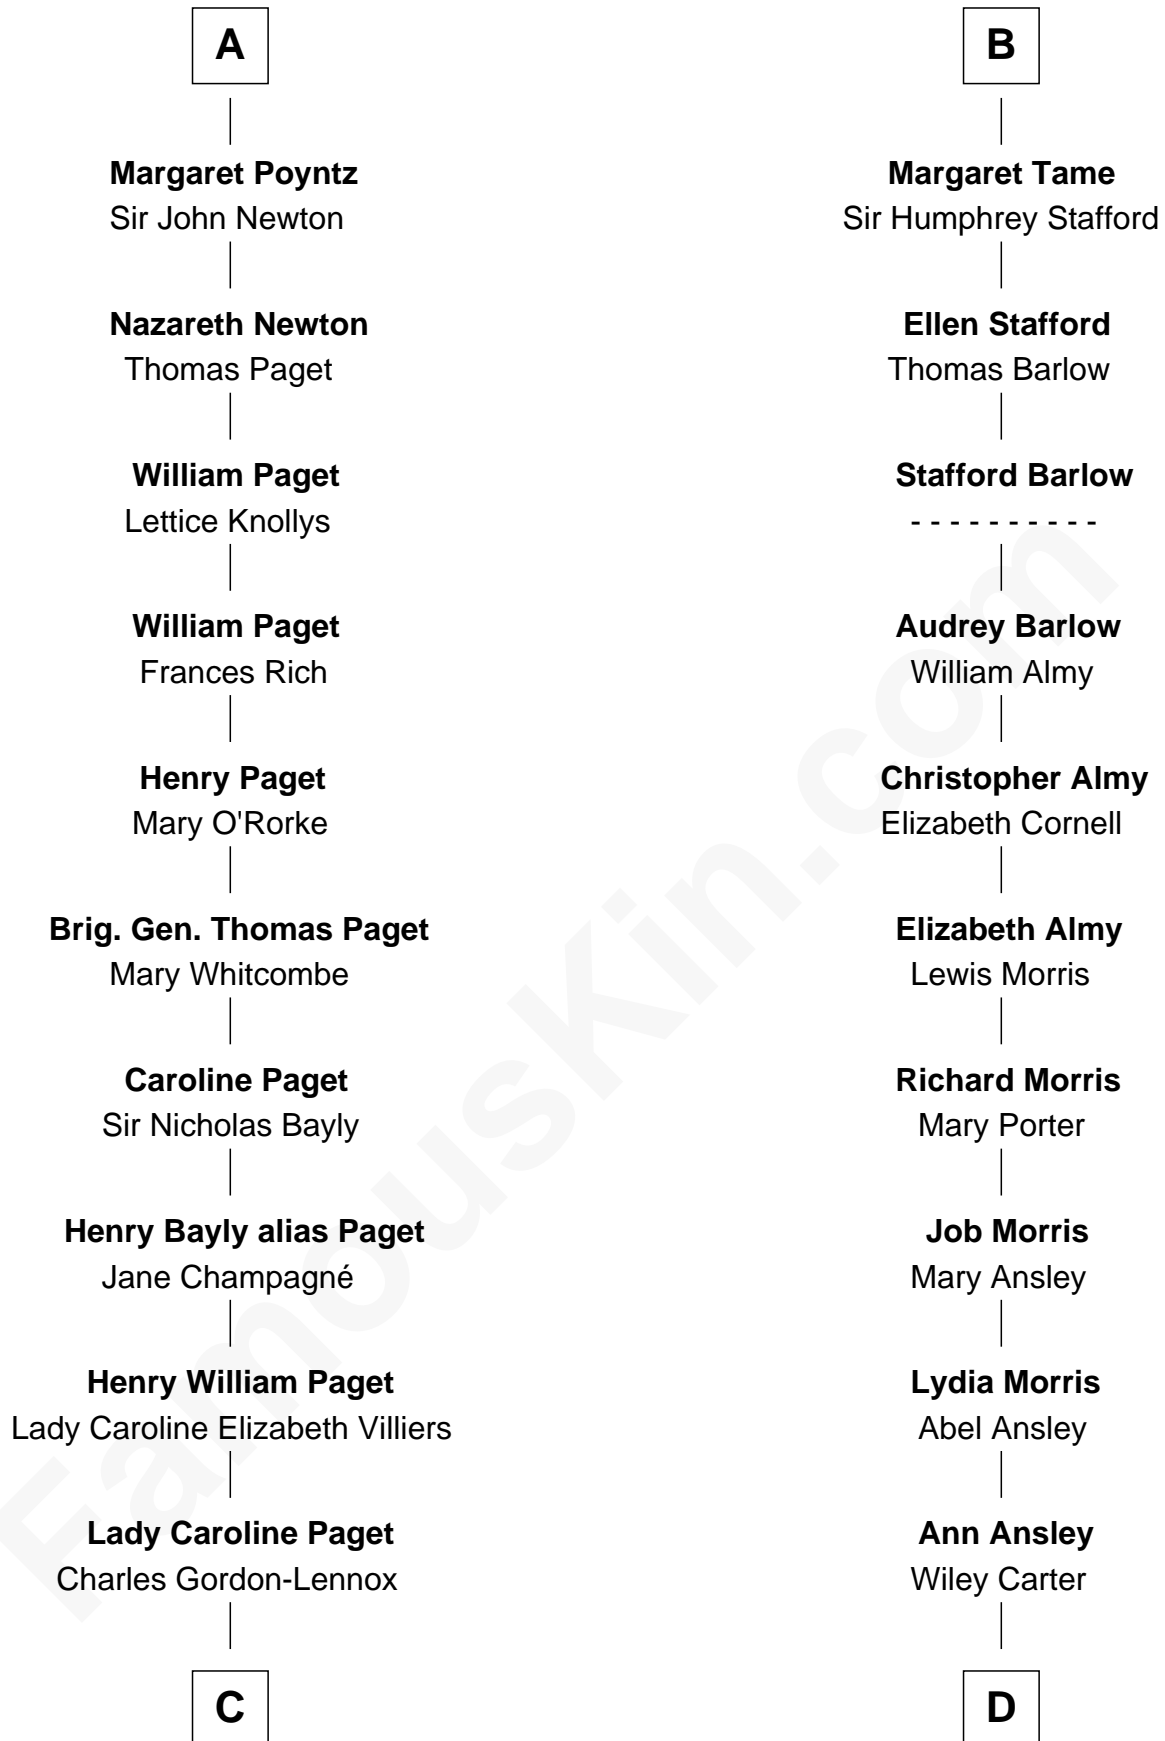 A
Margaret Poyntz
Sir John Newton
Nazareth Newton
Thomas Paget
William Paget
Lettice Knollys
William Paget
Frances Rich
Henry Paget
Mary O'Rorke
Brig. Gen. Thomas Paget
Mary Whitcombe
Caroline Paget
Sir Nicholas Bayly
Henry Bayly alias Paget
Jane Champagné
Henry William Paget
Lady Caroline Elizabeth Villiers
Lady Caroline Paget
Charles Gordon-Lennox
C
B
Margaret Tame
Sir Humphrey Stafford
Ellen Stafford
Thomas Barlow
Stafford Barlow
- - - - - - - - - -
Audrey Barlow
William Almy
Christopher Almy
Elizabeth Cornell
Elizabeth Almy
Lewis Morris
Richard Morris
Mary Porter
Job Morris
Mary Ansley
Lydia Morris
Abel Ansley
Ann Ansley
Wiley Carter
D
FamousKin.com